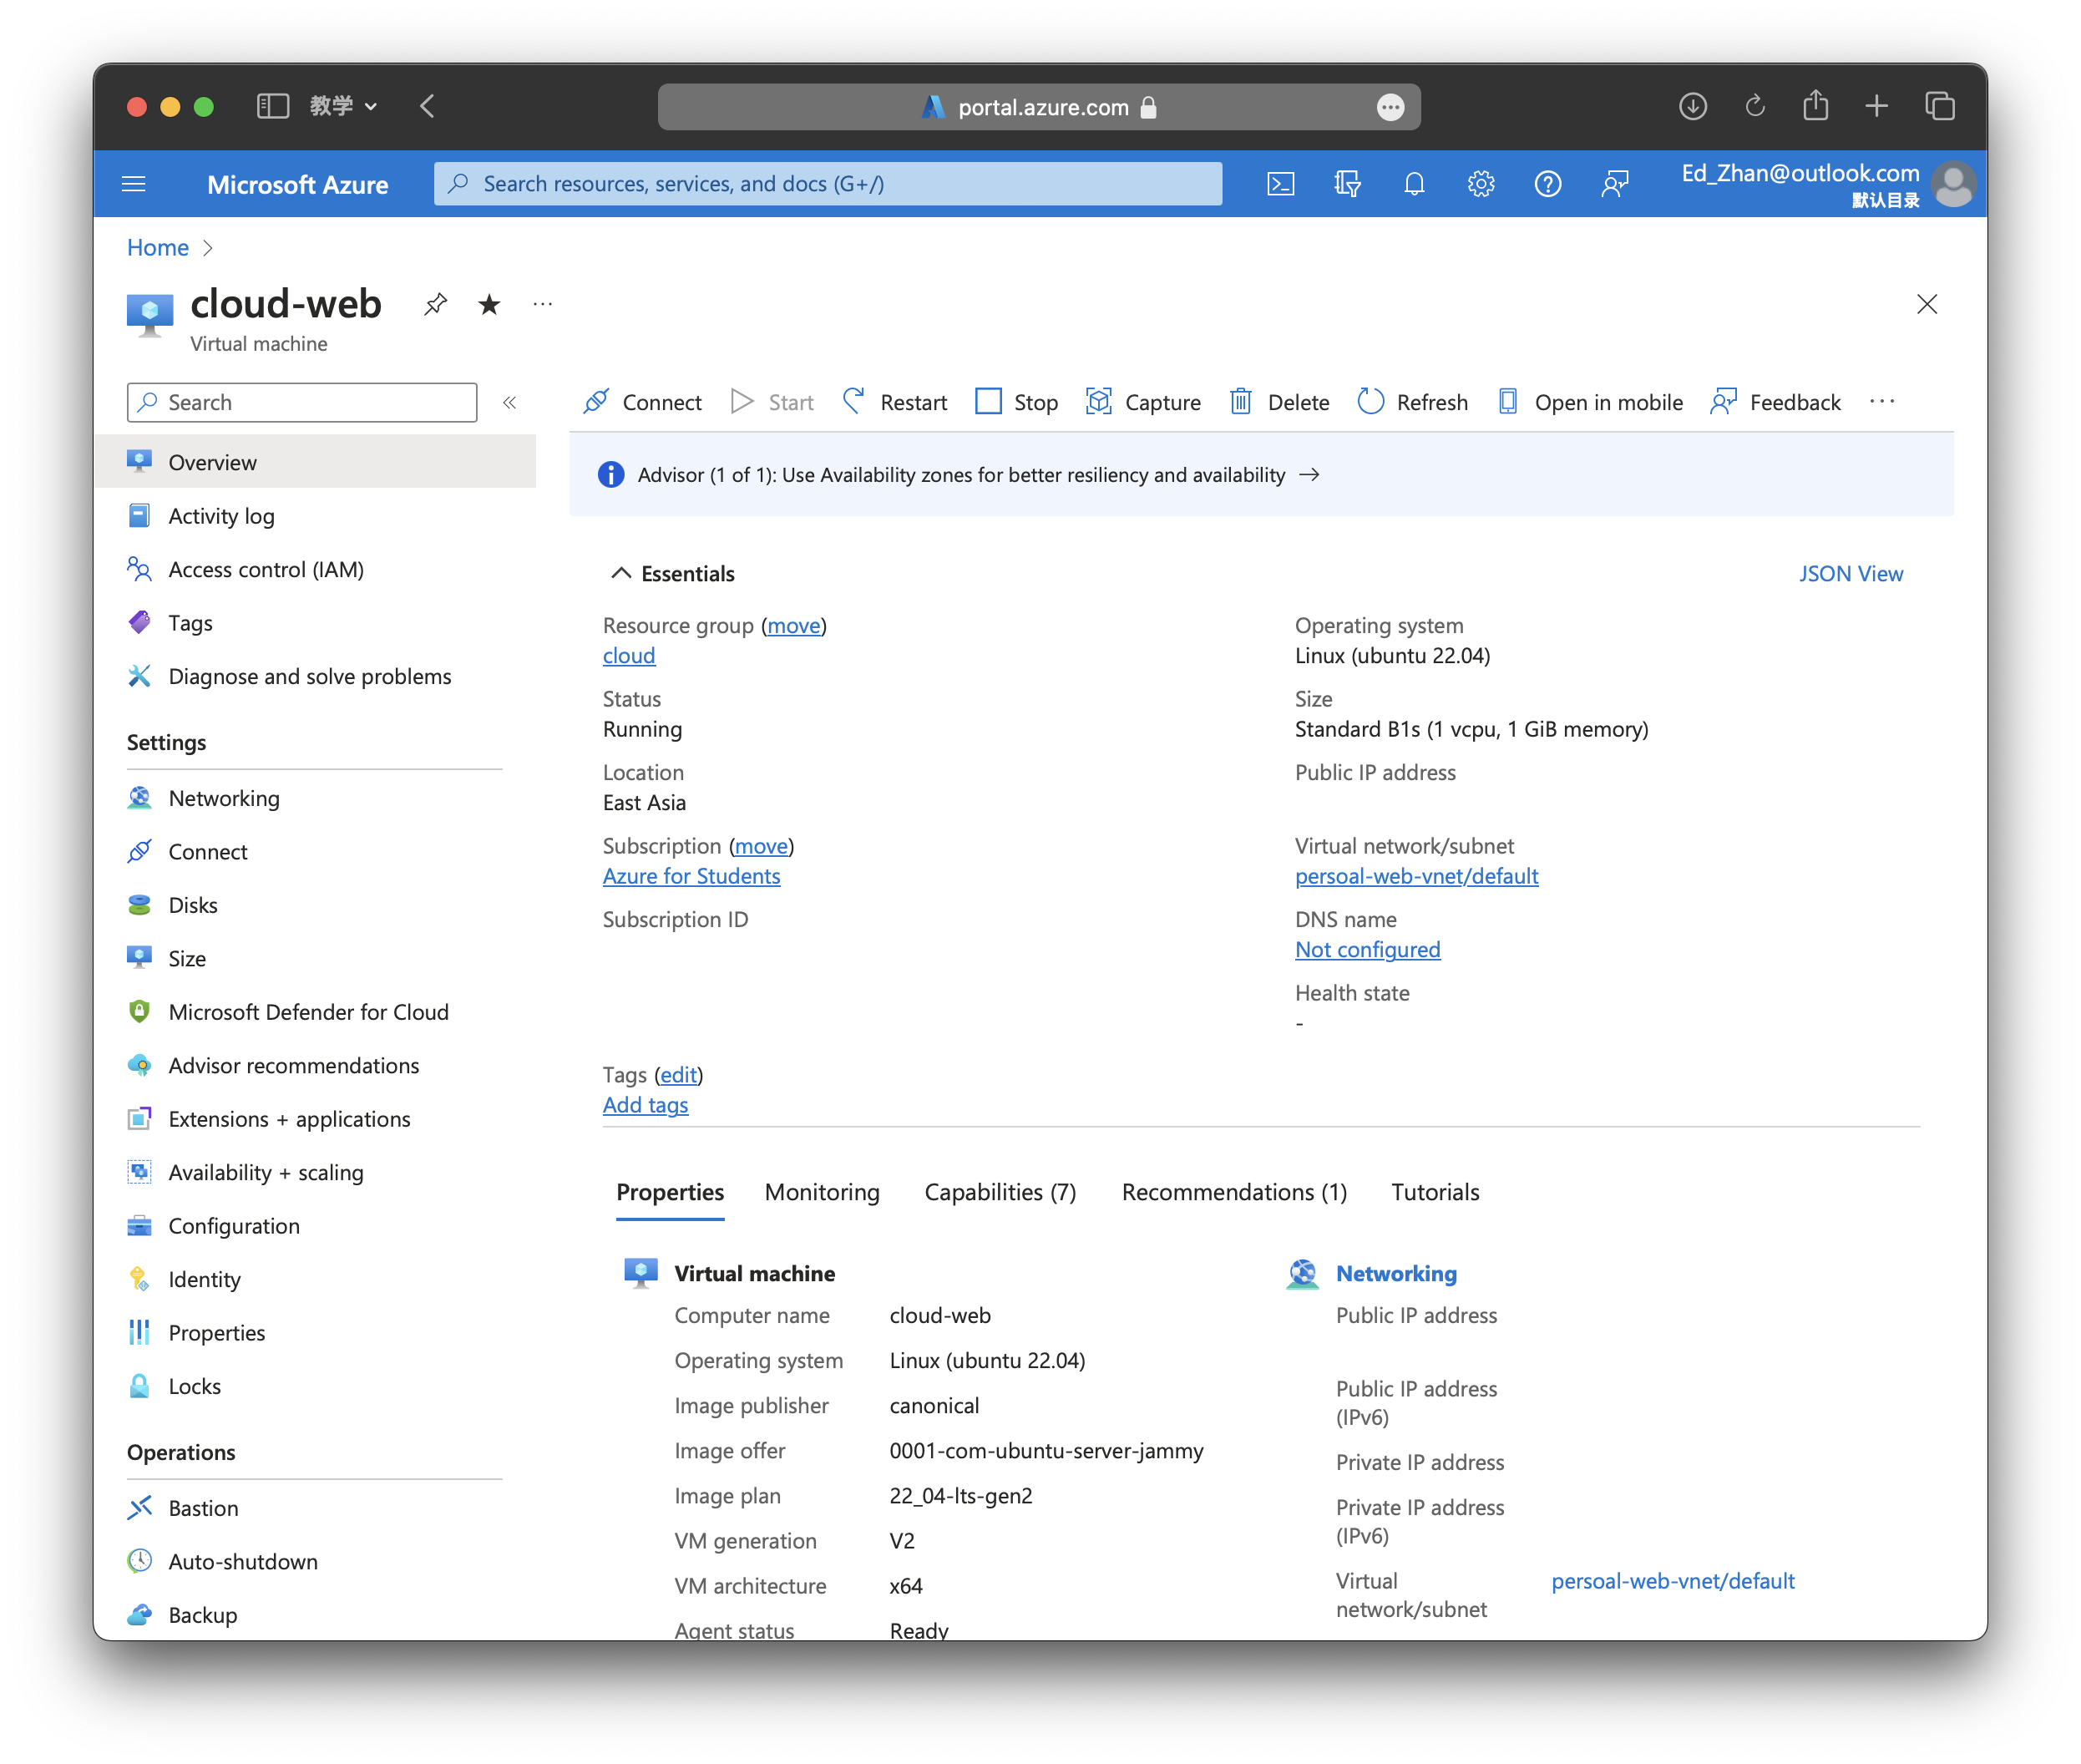 教学
portal.azure.com
Microsoft Azure
Search resources, services, and docs (G+/)
Ed_Zhan@outlook.com
默认目录
Home
cloud-web
Virtual machine
Search
Overview
Activity log
Access control (IAM)
Tags
Diagnose and solve problems
Settings
Networking
Connect
Disks
Size
Microsoft Defender for Cloud
Advisor recommendations
Extensions + applications
Availability + scaling
Configuration
Identity
Properties
Locks
Operations
Bastion
Auto-shutdown
Backup
Connect
Start
Restart
Stop
Capture
Delete
Refresh
Open in mobile
Feedback
Advisor (1 of 1): Use Availability zones for better resiliency and availability →
Essentials
JSON View
Resource group (move)
cloud
Status
Running
Location
East Asia
Subscription (move)
Azure for Students
Subscription ID
Operating system
Linux (ubuntu 22.04)
Size
Standard B1s (1 vcpu, 1 GiB memory)
Public IP address
Virtual network/subnet
persoal-web-vnet/default
DNS name
Not configured
Health state
-
Tags (edit)
Add tags
Properties
Monitoring
Capabilities (7)
Recommendations (1)
Tutorials
Virtual machine
Computer name cloud-web
Operating system Linux (ubuntu 22.04)
Image publisher canonical
Image offer 0001-com-ubuntu-server-jammy
Image plan 22_04-lts-gen2
VM generation V2
VM architecture x64
Agent status Ready
Networking
Public IP address
Public IP address
(IPv6)
Private IP address
Private IP address
(IPv6)
Virtual persoal-web-vnet/default
network/subnet